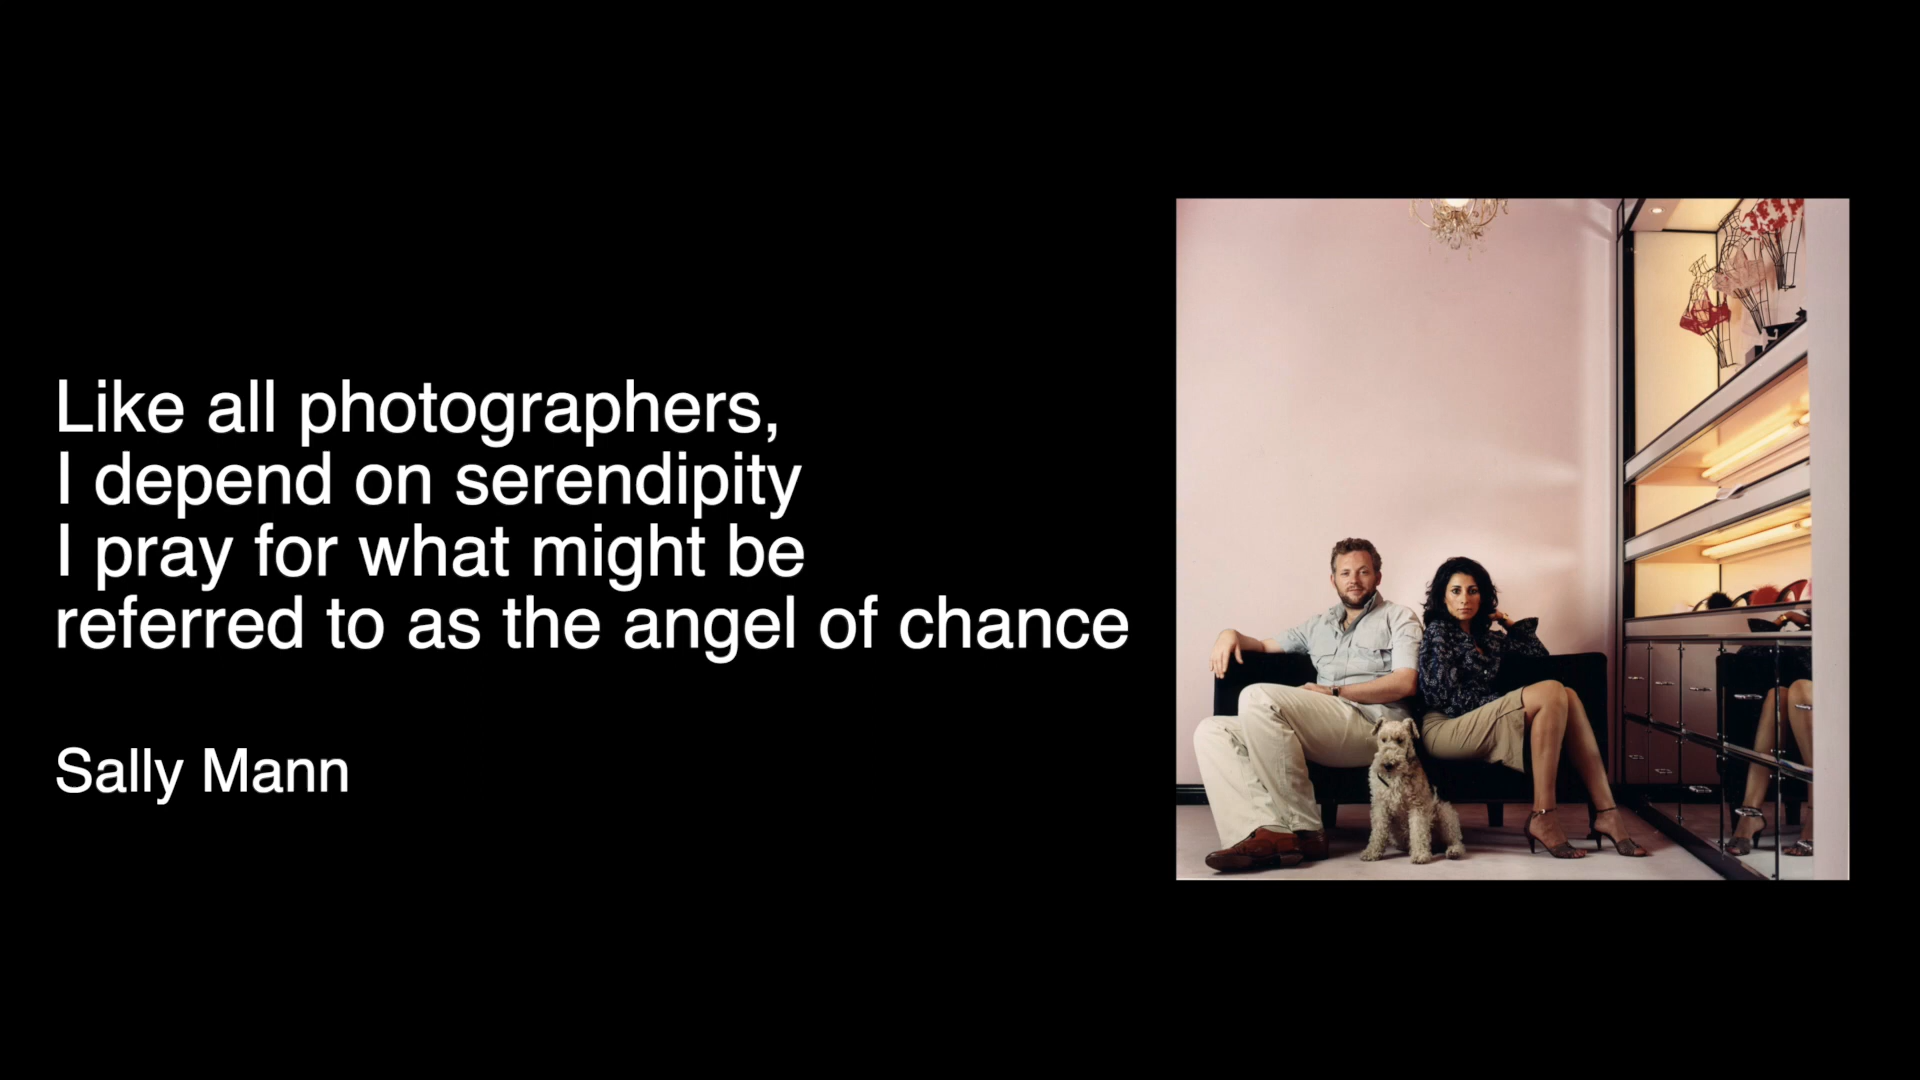 Like all photographers,
I depend on serendipity
I pray for what might be
referred to as the angel of chance
Sally Mann